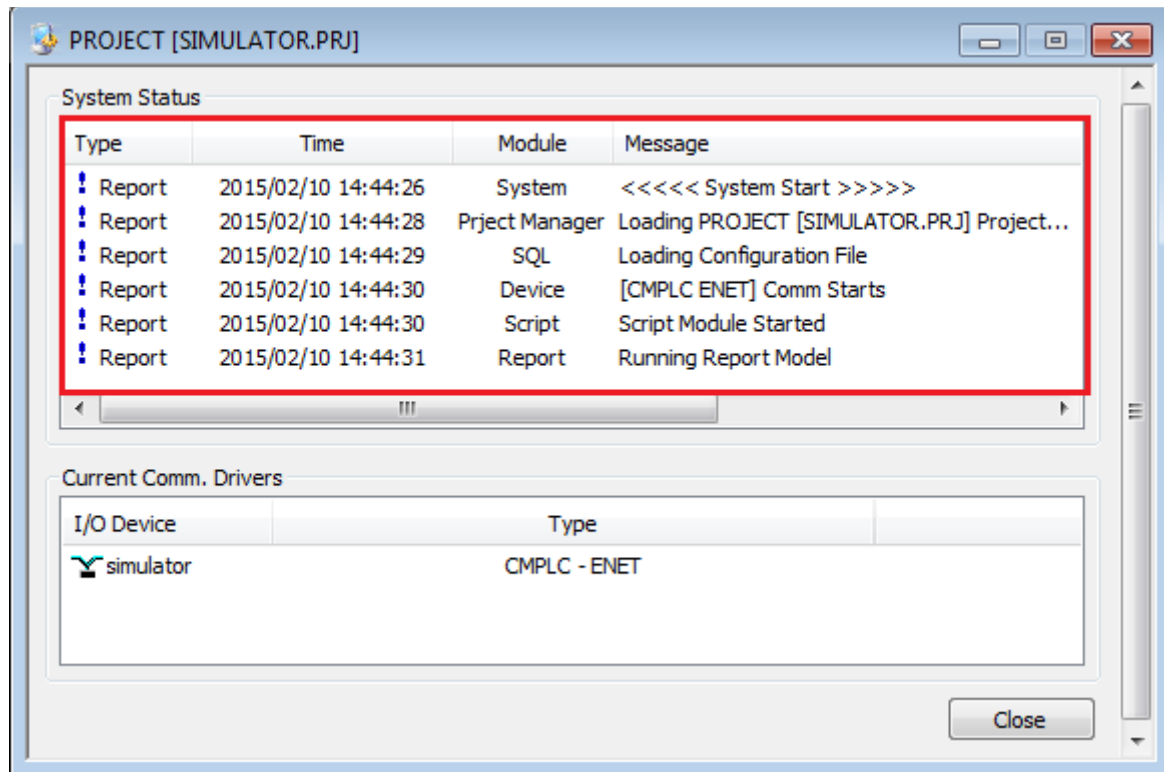 PROJECT [SIMULATOR.PRJ]
System Status
Type Time Module Message
Report 2015/02/10 14:44:26 System <<<<< System Start >>>>>
Report 2015/02/10 14:44:28 Prject Manager Loading PROJECT [SIMULATOR.PRJ] Project...
Report 2015/02/10 14:44:29 SQL Loading Configuration File
Report 2015/02/10 14:44:30 Device [CMPLC ENET] Comm Starts
Report 2015/02/10 14:44:30 Script Script Module Started
Report 2015/02/10 14:44:31 Report Running Report Model
Current Comm. Drivers
I/O Device Type
simulator CMPLC - ENET
Close